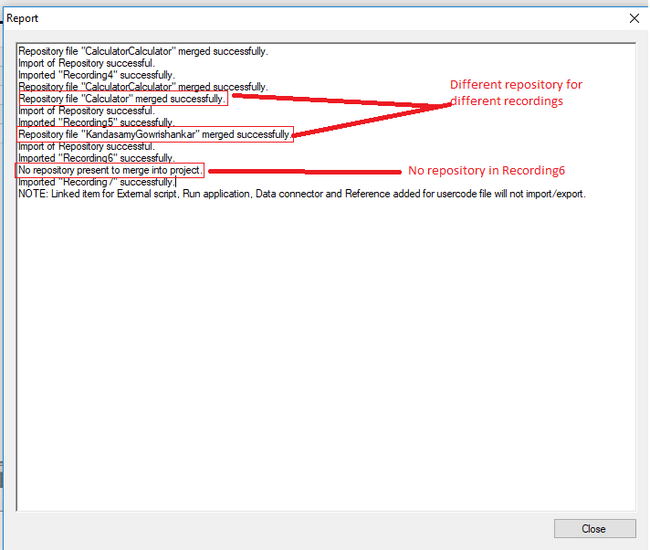 Report
Repository file "CalculatorCalculator" merged successfully.
Import of Repository successful.
Imported "Recording4" successfully.
Repository file "CalculatorCalculator" merged successfully.
Repository file "Calculator" merged successfully.
Import of Repository successful.
Imported "Recording5" successfully.
Repository file "KandasamyGowrishankar" merged successfully.
Import of Repository successful.
Imported "Recording6" successfully.
No repository present to merge into project.
Imported "Recording7" successfully.
NOTE: Linked item for External script, Run application, Data connector and Reference added for usercode file will not import/export.
Different repository for
different recordings
No repository in Recording6
Close